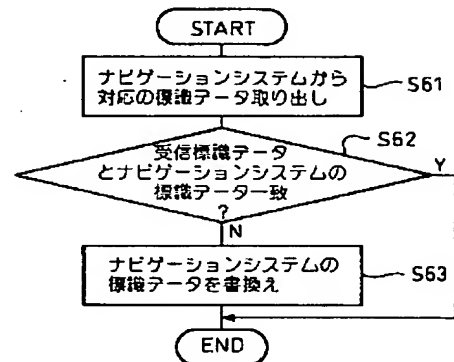 START
ナビゲーションシステムから
対応の標識データ取り出し
S61
S62
受信標識データ
とナビゲーションシステムの
標識データ一致
?
Y
N
ナビゲーションシステムの
標識データを書換え
S63
END